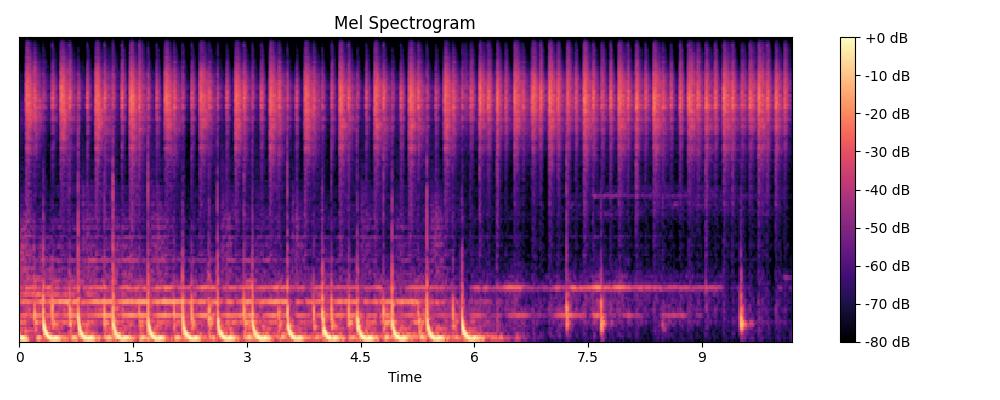 Mel Spectrogram
+0 dB
-10 dB
-20 dB
-30 dB
-40 dB
-50 dB
-60 dB
-70 dB
-80 dB
0 1.5 3 4.5 6 7.5 9
Time